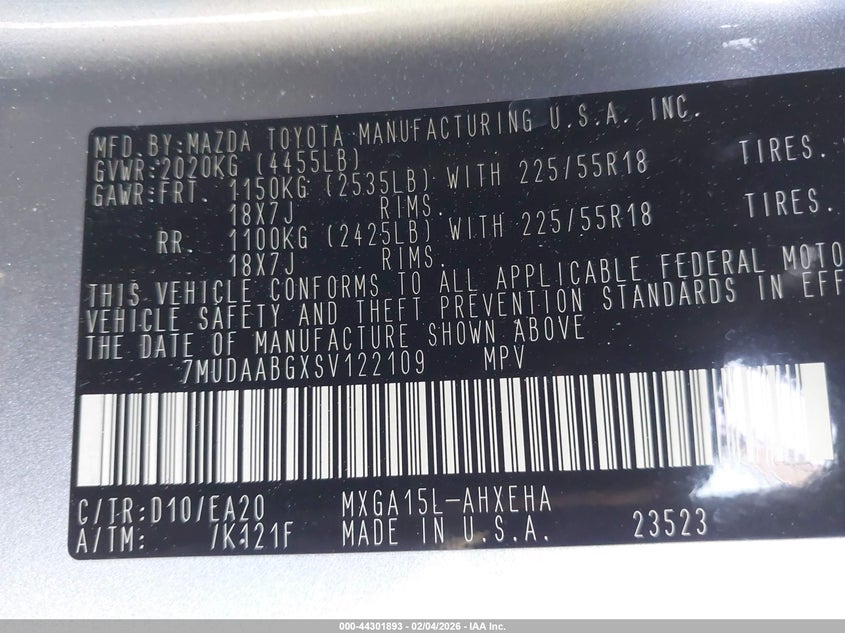 MFD.BY:MAZDA TOYOTA MANUFACTURING U.S.A. INC.
GVWR:2020KG (4455LB)
GAWR:FRT. 1150KG (2535LB) WITH 225/55R18 TIRES.
18X7J RIMS.
RR. 1100KG (2425LB) WITH 225/55R18 TIRES.
18X7J RIMS.
THIS VEHICLE CONFORMS TO ALL APPLICABLE FEDERAL MOTO
VEHICLE SAFETY AND THEFT PREVENTION STANDARDS IN EFF
THE DATE OF MANUFACTURE SHOWN ABOVE
7MUDAABGXSV122109 MPV
C/TR:D10/EA20 MXGA15L-AHXEHA
A/TM: /K121F MADE IN U.S.A. 23523
000-44301893 - 02/04/2026 - IAA Inc.